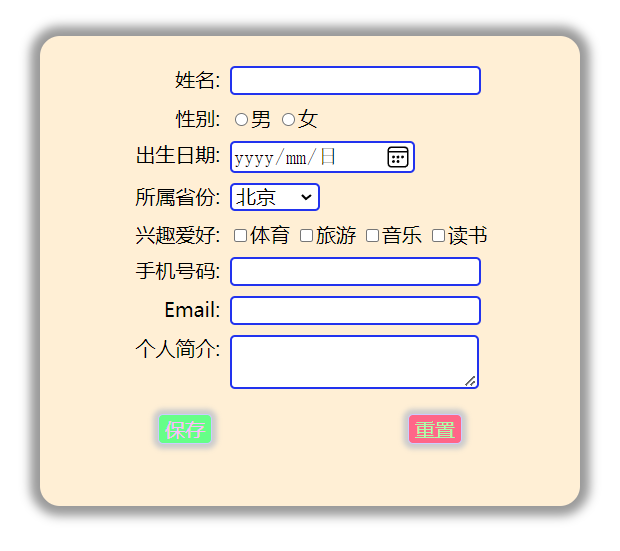 姓名:
性别: 男 女
出生日期: yyyy/mm/日
所属省份: 北京
兴趣爱好: 体育 旅游 音乐 读书
手机号码:
Email:
个人简介:
保存 重置